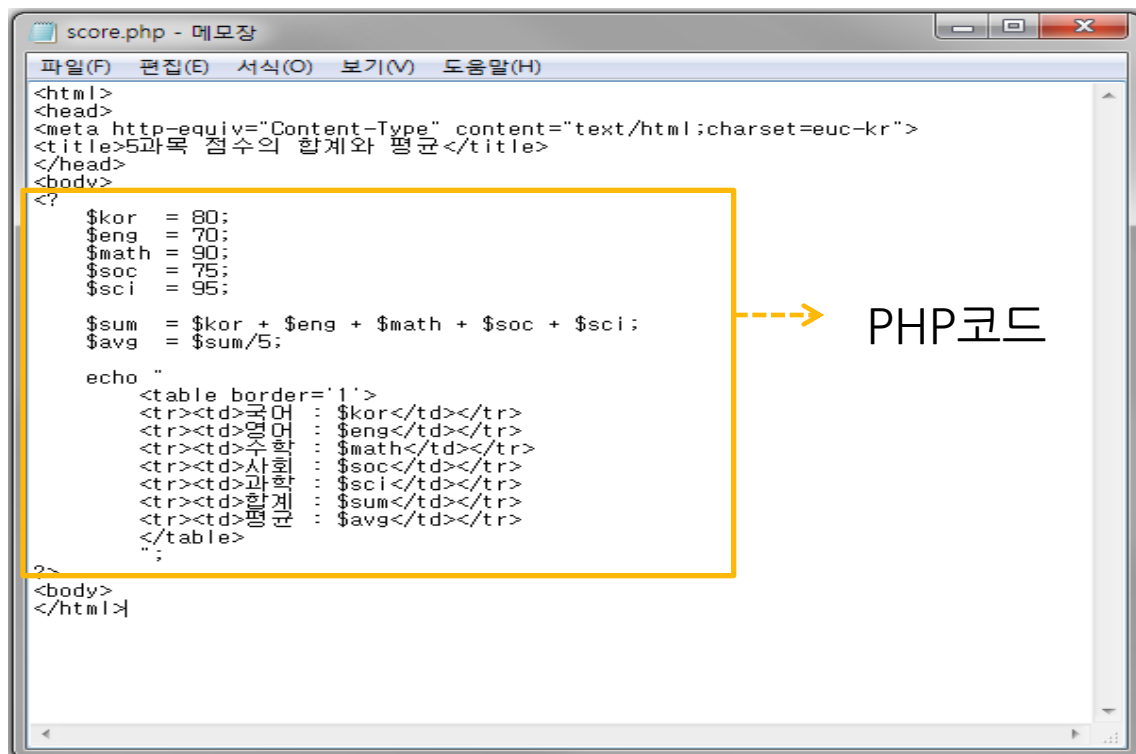 score.php - 메모장
파일(F) 편집(E) 서식(O) 보기(V) 도움말(H)
<html>
<head>
<meta http-equiv="Content-Type" content="text/html;charset=euc-kr">
<title>5과목 점수의 합계와 평균</title>
</head>
<body>
<?
    $kor  = 80;
    $eng  = 70;
    $math = 90;
    $soc  = 75;
    $sci  = 95;
    $sum  = $kor + $eng + $math + $soc + $sci;
    $avg  = $sum/5;
PHP코드
    echo "
        <table border='1'>
        <tr><td>국어 : $kor</td></tr>
        <tr><td>영어 : $eng</td></tr>
        <tr><td>수학 : $math</td></tr>
        <tr><td>사회 : $soc</td></tr>
        <tr><td>과학 : $sci</td></tr>
        <tr><td>합계 : $sum</td></tr>
        <tr><td>평균 : $avg</td></tr>
        </table>
        ";
?>
<body>
</html>